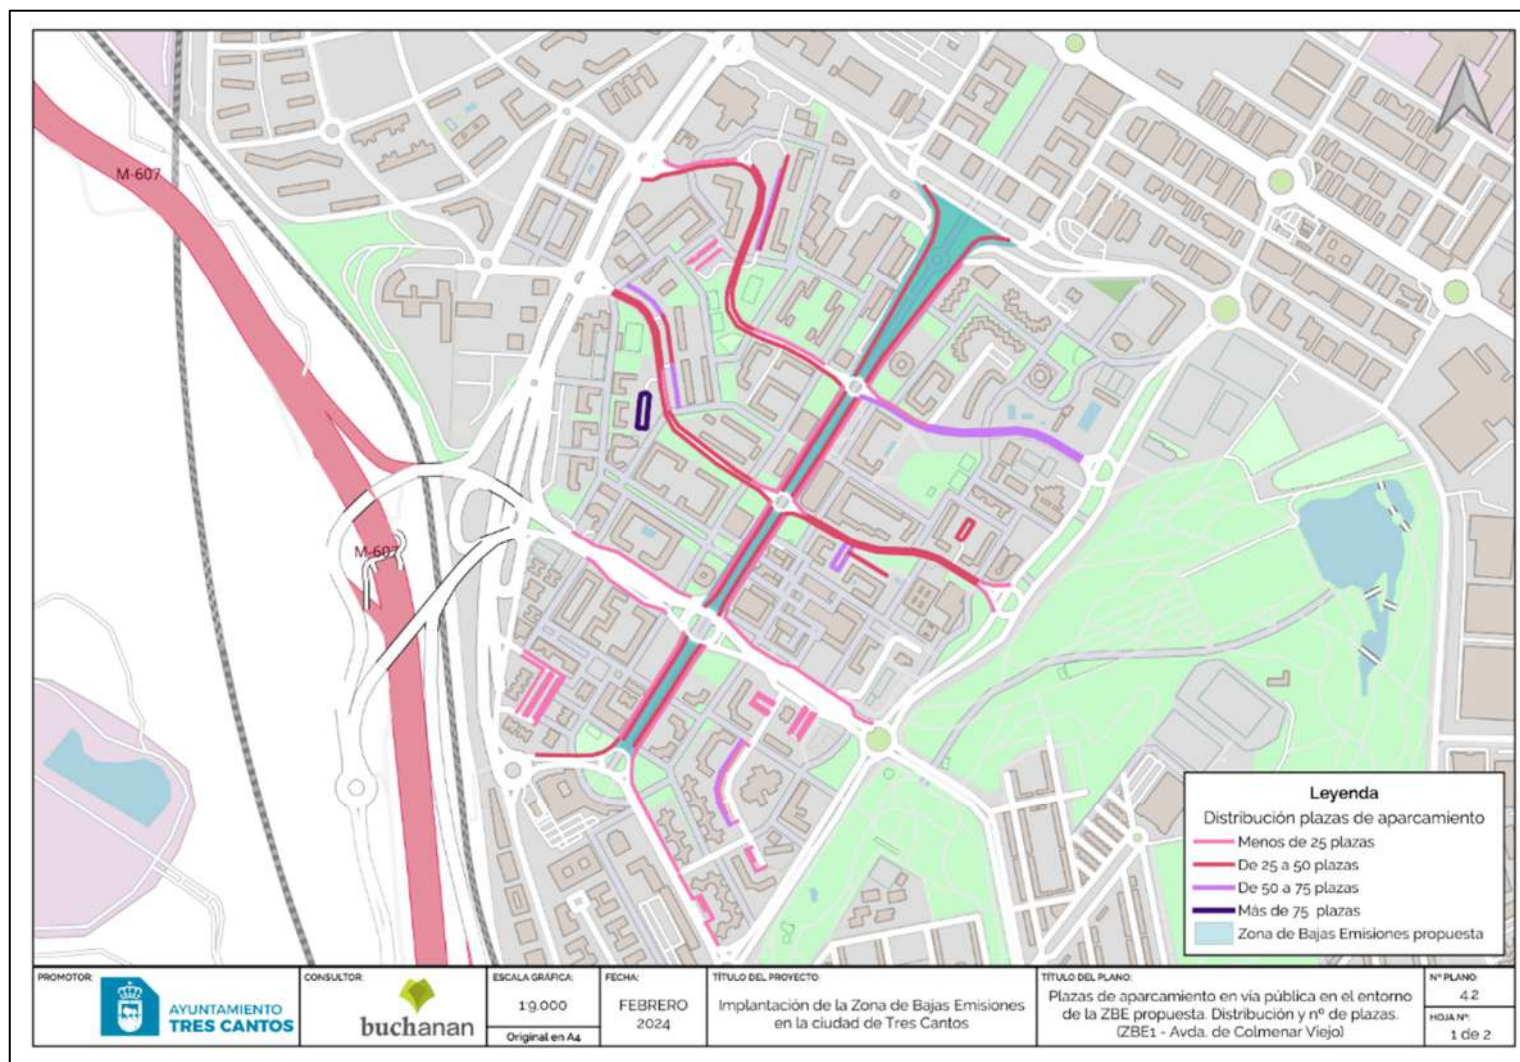 M-607
M-607
Leyenda
Distribución plazas de aparcamiento
Menos de 25 plazas
De 25 a 50 plazas
De 50 a 75 plazas
Más de 75 plazas
Zona de Bajas Emisiones propuesta
PROMOTOR:
AYUNTAMIENTO
TRES CANTOS
CONSULTOR:
buchanan
ESCALA GRÁFICA:
1:9.000
Original en A4
FECHA:
FEBRERO
2024
TÍTULO DEL PROYECTO:
Implantación de la Zona de Bajas Emisiones
en la ciudad de Tres Cantos
TÍTULO DEL PLANO:
Plazas de aparcamiento en vía pública en el entorno
de la ZBE propuesta. Distribución y nº de plazas.
(ZBE1 - Avda. de Colmenar Viejo)
Nº PLANO:
4.2
HOJA Nº:
1 de 2